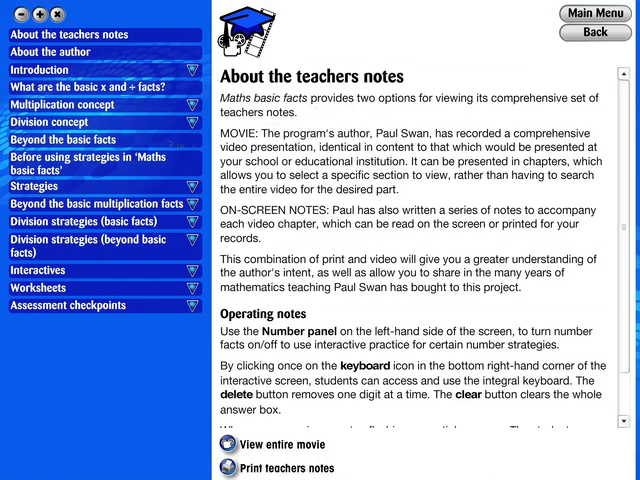 About the teachers notes
About the author
Introduction
What are the basic x and ÷ facts?
Multiplication concept
Division concept
Beyond the basic facts
Before using strategies in ‘Maths
basic facts’
Strategies
Beyond the basic multiplication facts
Division strategies (basic facts)
Division strategies (beyond basic
facts)
Interactives
Worksheets
Assessment checkpoints
Main Menu
Back
About the teachers notes
Maths basic facts provides two options for viewing its comprehensive set of
teachers notes.
MOVIE: The program's author, Paul Swan, has recorded a comprehensive
video presentation, identical in content to that which would be presented at
your school or educational institution. It can be presented in chapters, which
allows you to select a specific section to view, rather than having to search
the entire video for the desired part.
ON-SCREEN NOTES: Paul has also written a series of notes to accompany
each video chapter, which can be read on the screen or printed for your
records.
This combination of print and video will give you a greater understanding of
the author's intent, as well as allow you to share in the many years of
mathematics teaching Paul Swan has bought to this project.
Operating notes
Use the Number panel on the left-hand side of the screen, to turn number
facts on/off to use interactive practice for certain number strategies.
By clicking once on the keyboard icon in the bottom right-hand corner of the
interactive screen, students can access and use the integral keyboard. The
delete button removes one digit at a time. The clear button clears the whole
answer box.
View entire movie
Print teachers notes